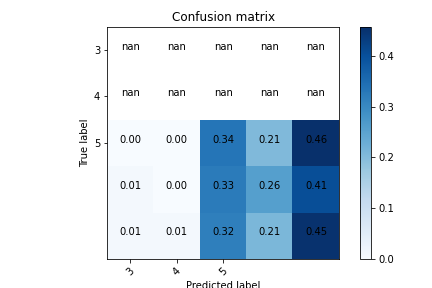 Confusion matrix
3 nan nan nan nan nan
4 nan nan nan nan nan
5 0.00 0.00 0.34 0.21 0.46
0.01 0.00 0.33 0.26 0.41
0.01 0.01 0.32 0.21 0.45
True label
3 4 5
Predicted label
0.4
0.3
0.2
0.1
0.0